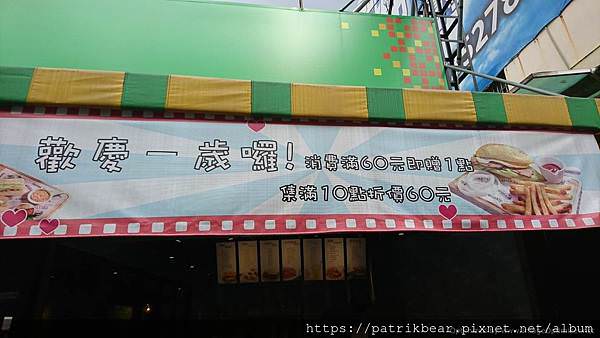 5278
歡慶一歲囉!
消費滿60元即贈1點
集滿10點折價60元
https://patrikbear.pixnet.net/album